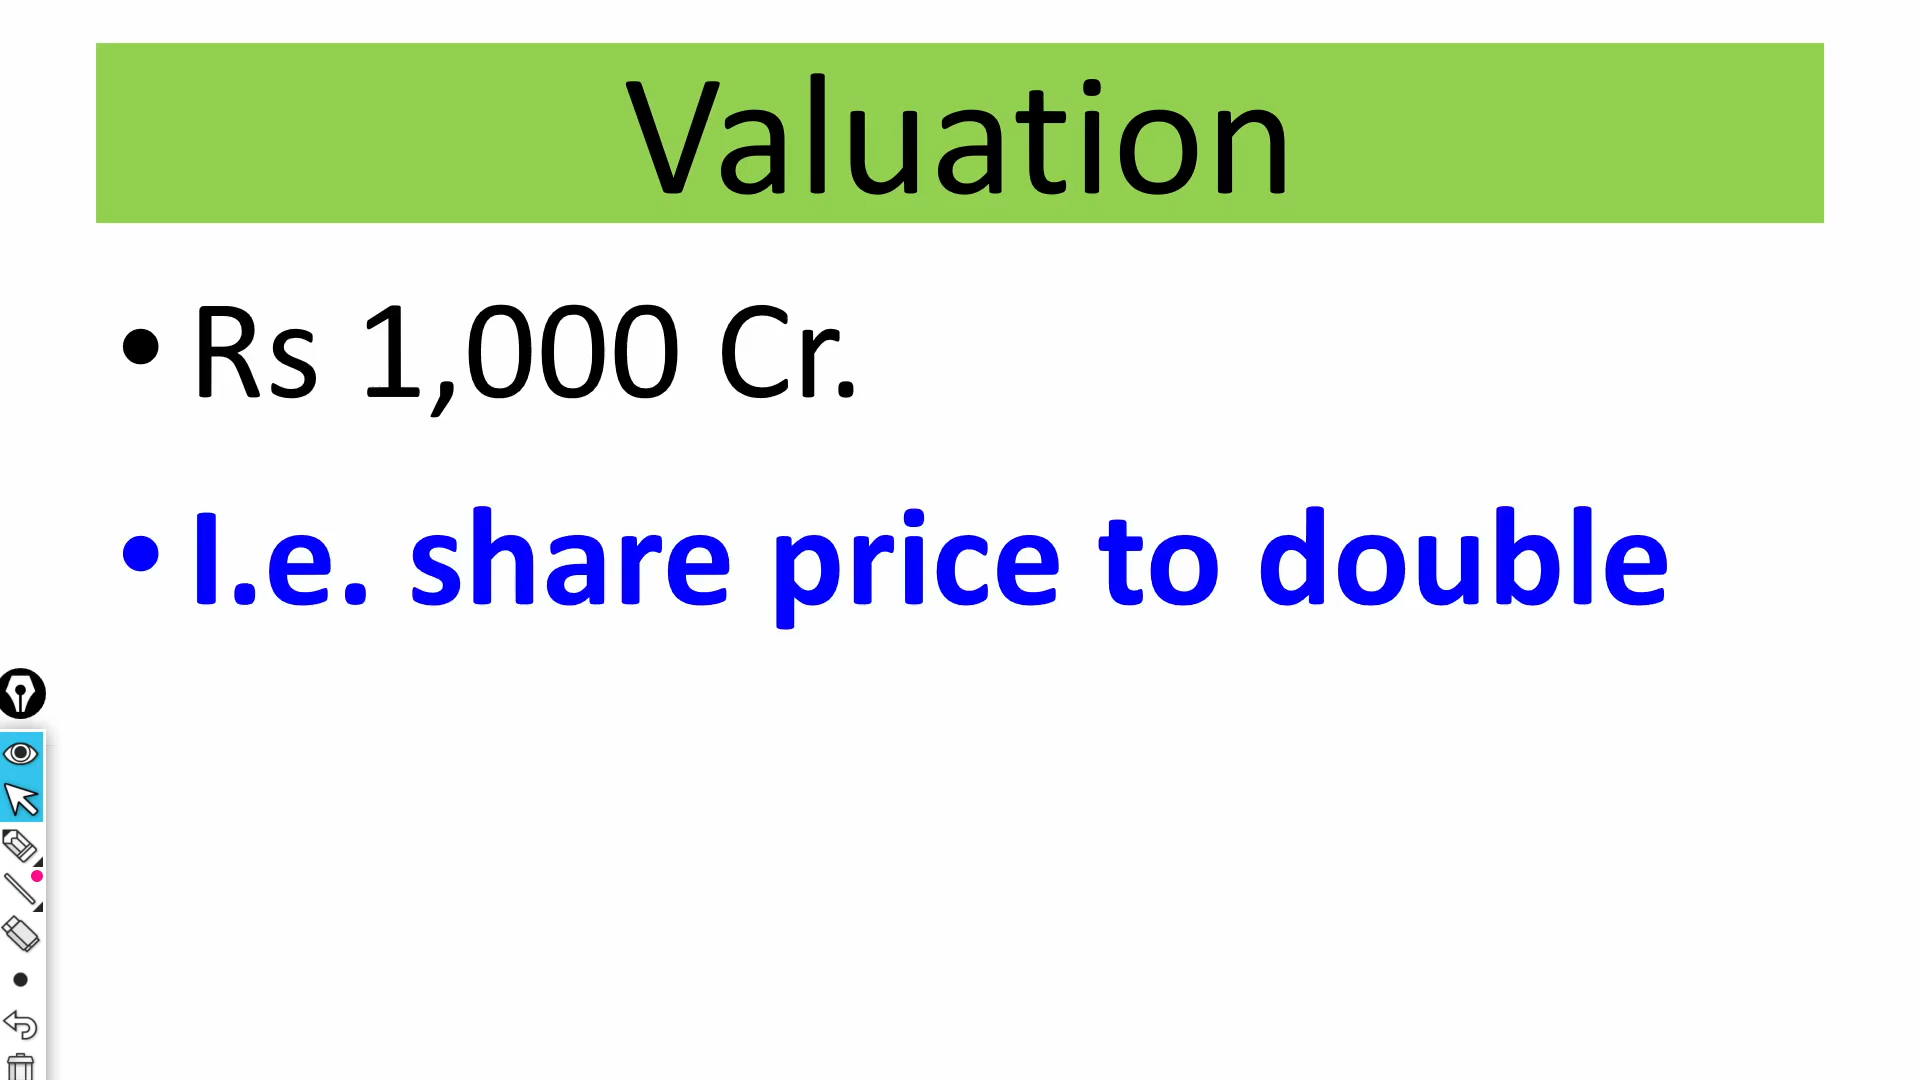 Valuation
• Rs 1,000 Cr.
• I.e. share price to double